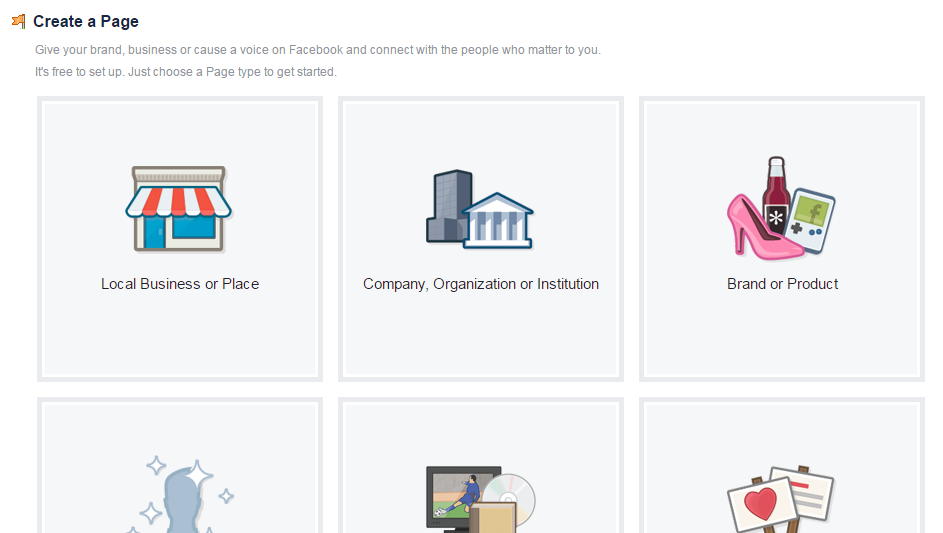 Create a Page
Give your brand, business or cause a voice on Facebook and connect with the people who matter to you.
It's free to set up. Just choose a Page type to get started.
Local Business or Place
Company, Organization or Institution
Brand or Product